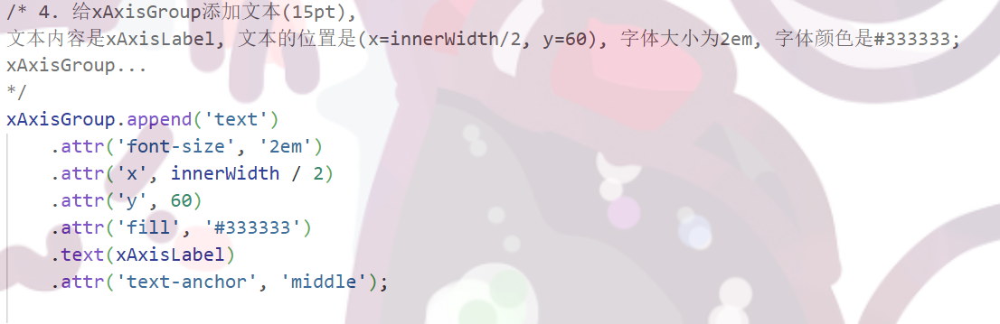 /* 4. 给xAxisGroup添加文本(15pt),
文本内容是xAxisLabel, 文本的位置是(x=innerWidth/2, y=60), 字体大小为2em, 字体颜色是#333333;
xAxisGroup...
*/
xAxisGroup.append('text')
    .attr('font-size', '2em')
    .attr('x', innerWidth / 2)
    .attr('y', 60)
    .attr('fill', '#333333')
    .text(xAxisLabel)
    .attr('text-anchor', 'middle');